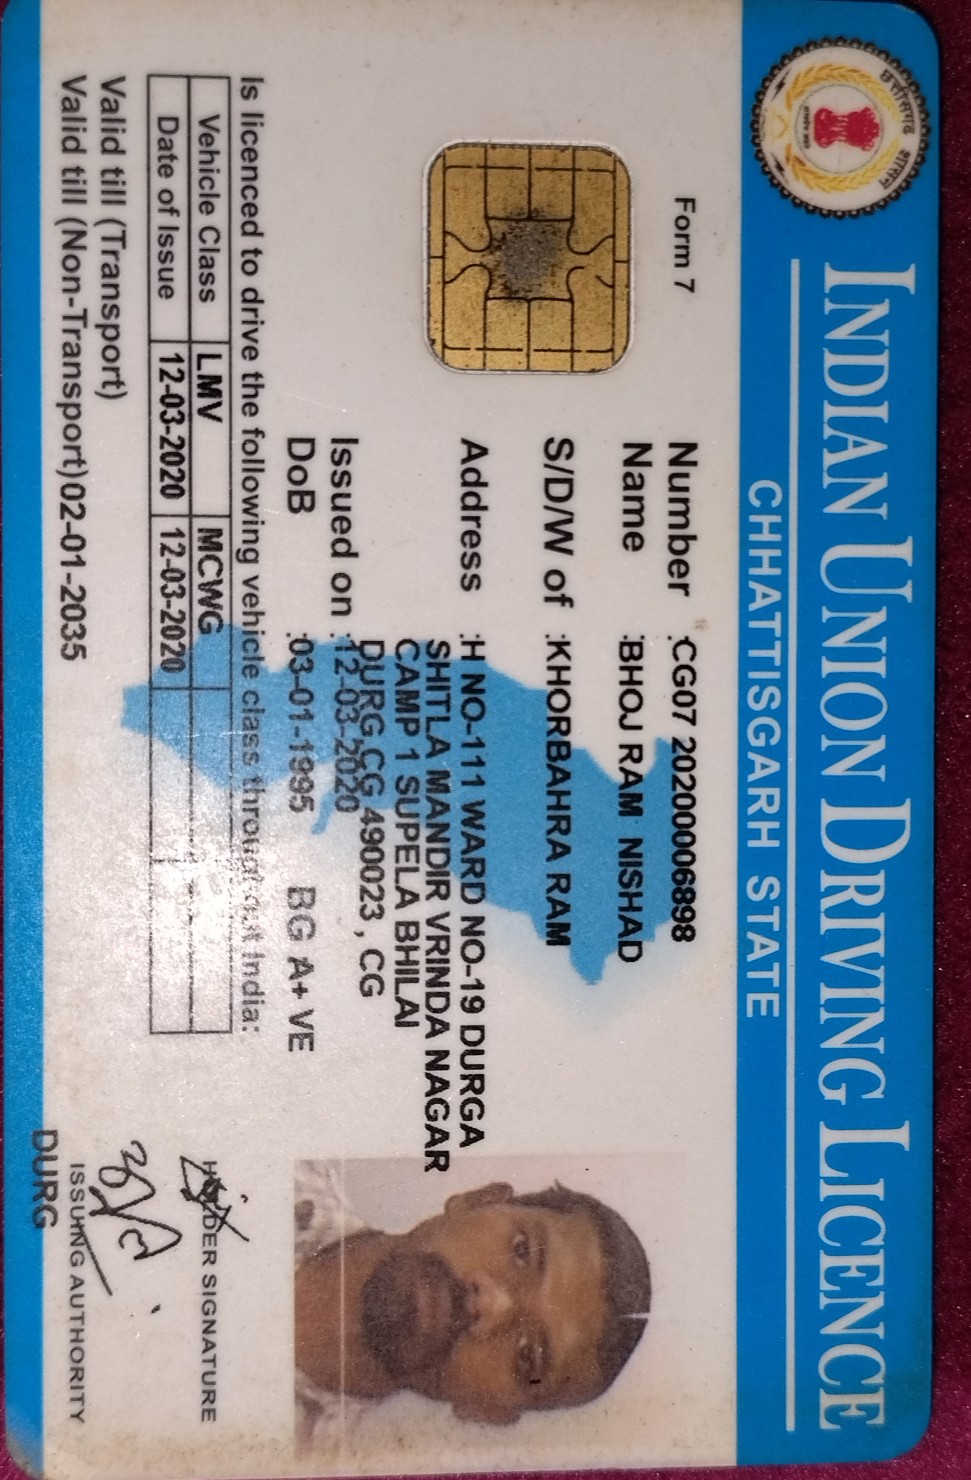 INDIAN UNION DRIVING LICENCE
CHHATTISGARH STATE
छत्तीसगढ़ शासन
Form 7
Number :CG07 20200006898
Name :BHOJ RAM NISHAD
S/D/W of :KHORBAHRA RAM
Address :H NO-111 WARD NO-19 DURGA
SHITLA MANDIR VRINDA NAGAR
CAMP 1 SUPELA BHILAI
DURG CG 490023 , CG
Issued on :12-03-2020
DoB :03-01-1995 BG A+ VE
Is licenced to drive the following vehicle class througout India:
Vehicle Class LMV MCWG
Date of Issue 12-03-2020 12-03-2020
Valid till (Transport)
Valid till (Non-Transport)02-01-2035
HOLDER SIGNATURE
ISSUING AUTHORITY
DURG